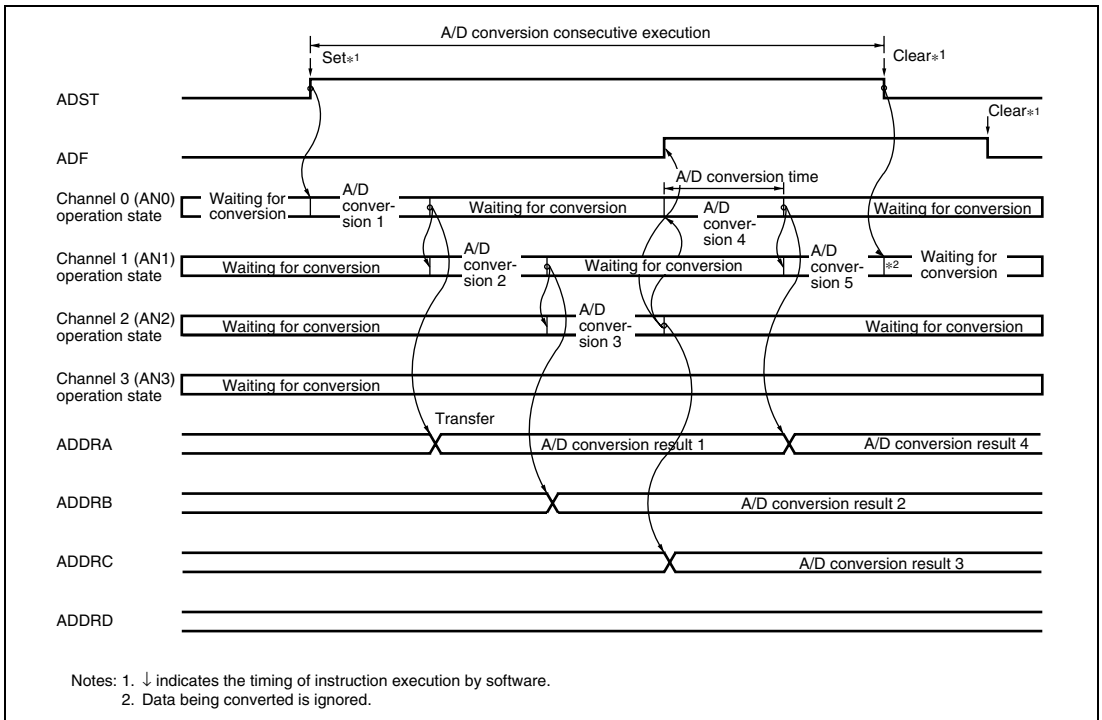 A/D conversion consecutive execution
Set*1
Clear*1
ADST
Clear*1
ADF
A/D conversion time
Channel 0 (AN0)
operation state
Waiting for
conversion
A/D
conver-
sion 1
Waiting for conversion
A/D
conver-
sion 4
Waiting for conversion
Channel 1 (AN1)
operation state
Waiting for conversion
A/D
conver-
sion 2
Waiting for conversion
A/D
conver-
sion 5
*2
Waiting for
conversion
Channel 2 (AN2)
operation state
Waiting for conversion
A/D
conver-
sion 3
Waiting for conversion
Channel 3 (AN3)
operation state
Waiting for conversion
Transfer
ADDRA
A/D conversion result 1
A/D conversion result 4
ADDRB
A/D conversion result 2
ADDRC
A/D conversion result 3
ADDRD
Notes: 1. ↓ indicates the timing of instruction execution by software.
2. Data being converted is ignored.